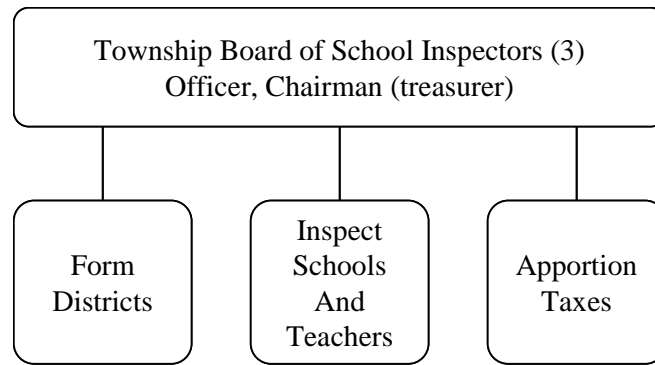 Township Board of School Inspectors (3)
Officer, Chairman (treasurer)
Form
Districts
Inspect
Schools
And
Teachers
Apportion
Taxes